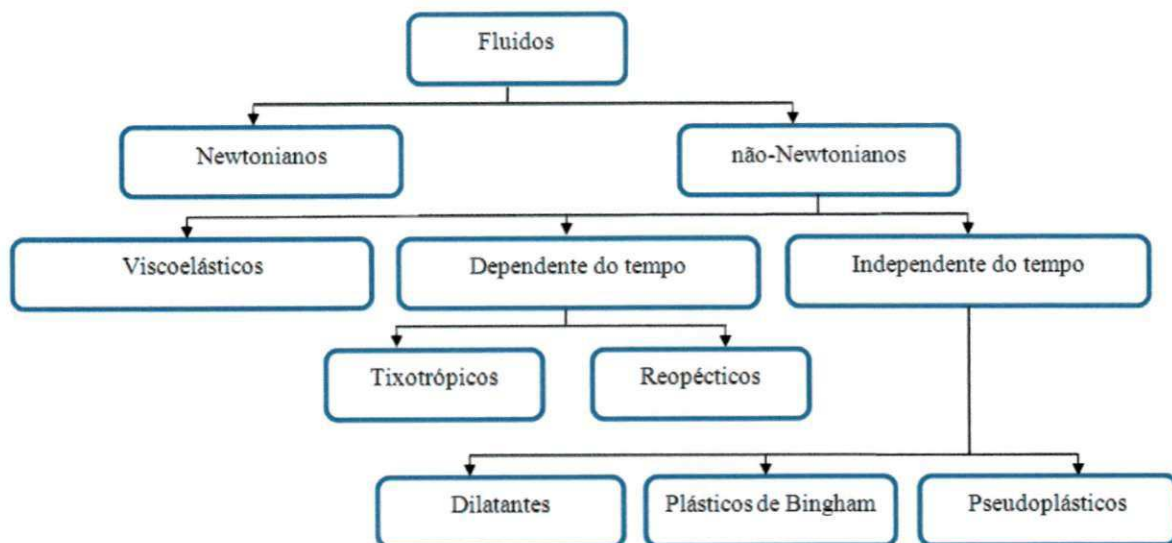 Fluidos
Newtonianos
não-Newtonianos
Viscoelásticos
Dependente do tempo
Independente do tempo
Tixotrópicos
Reopécticos
Dilatantes
Plásticos de Bingham
Pseudoplásticos